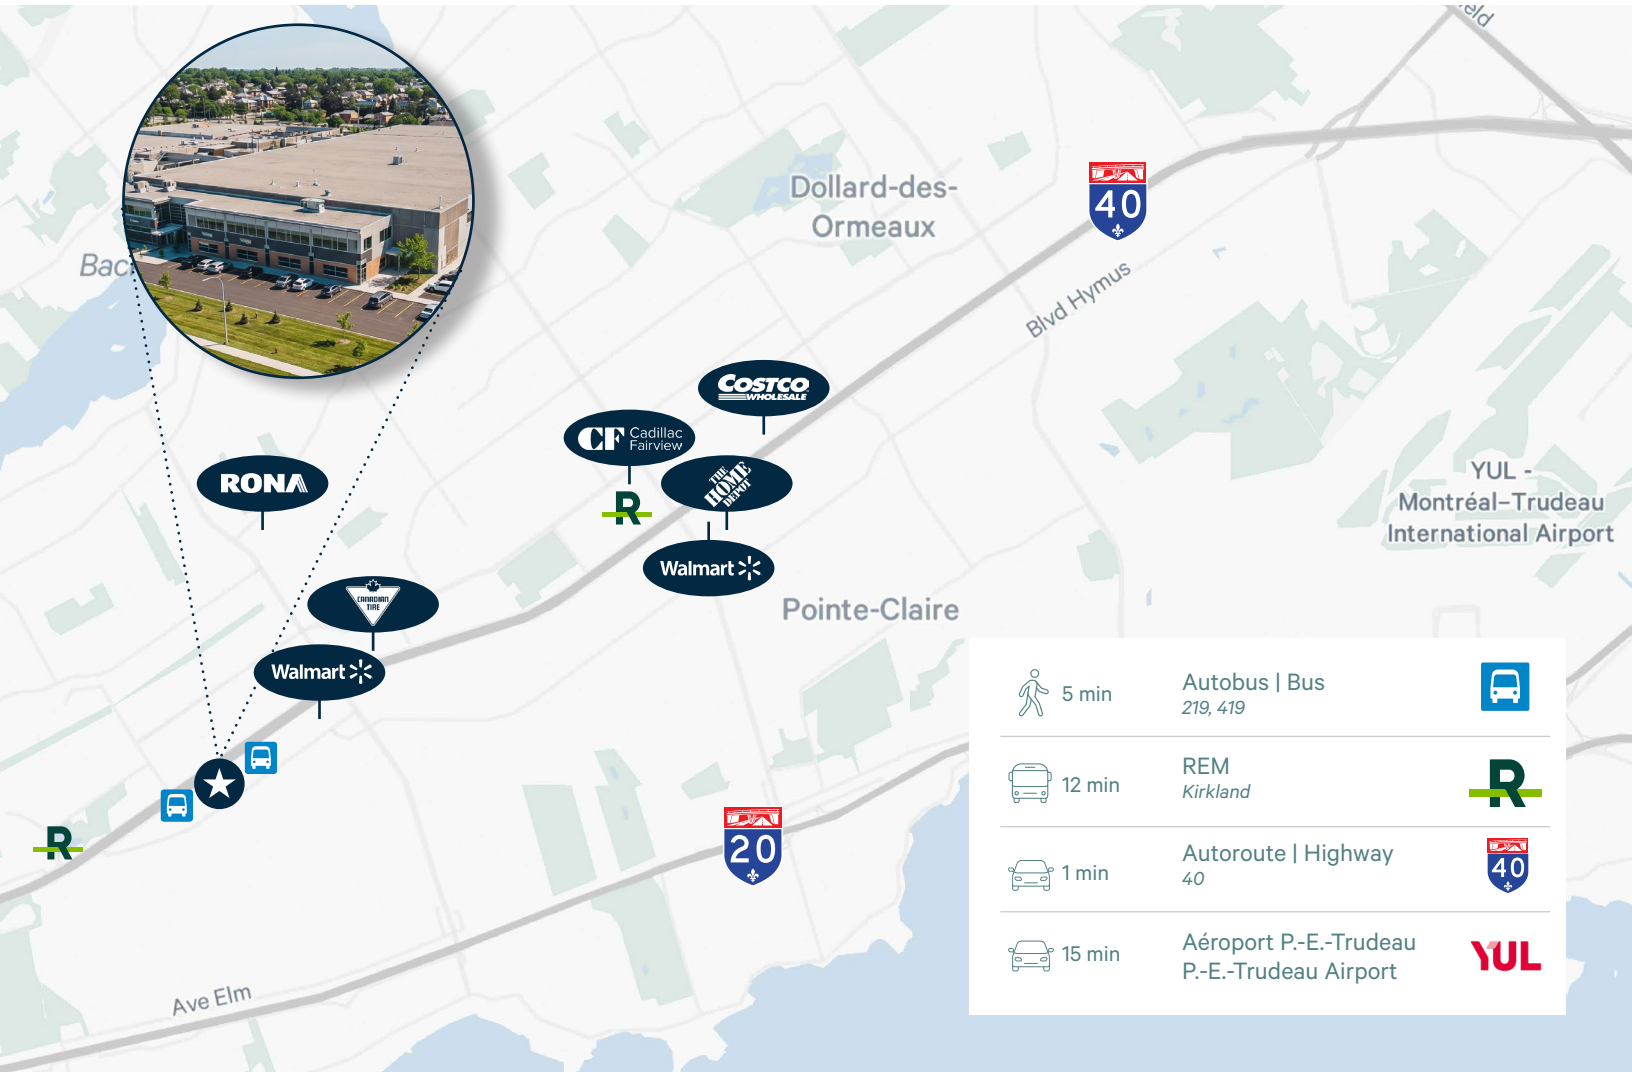 eld
Dollard-des-
Ormeaux
40
Bac
Blvd Hymus
COSTCO
WHOLESALE
CF Cadillac
Fairview
RONA
THE
HOME
DEPOT
R
YUL -
Montréal–Trudeau
International Airport
Walmart
CANADIAN
TIRE
Pointe-Claire
Walmart
R
20
Ave Elm
5 min
Autobus | Bus
219, 419
12 min
REM
Kirkland
R
1 min
Autoroute | Highway
40
40
15 min
Aéroport P.-E.-Trudeau
P.-E.-Trudeau Airport
YUL